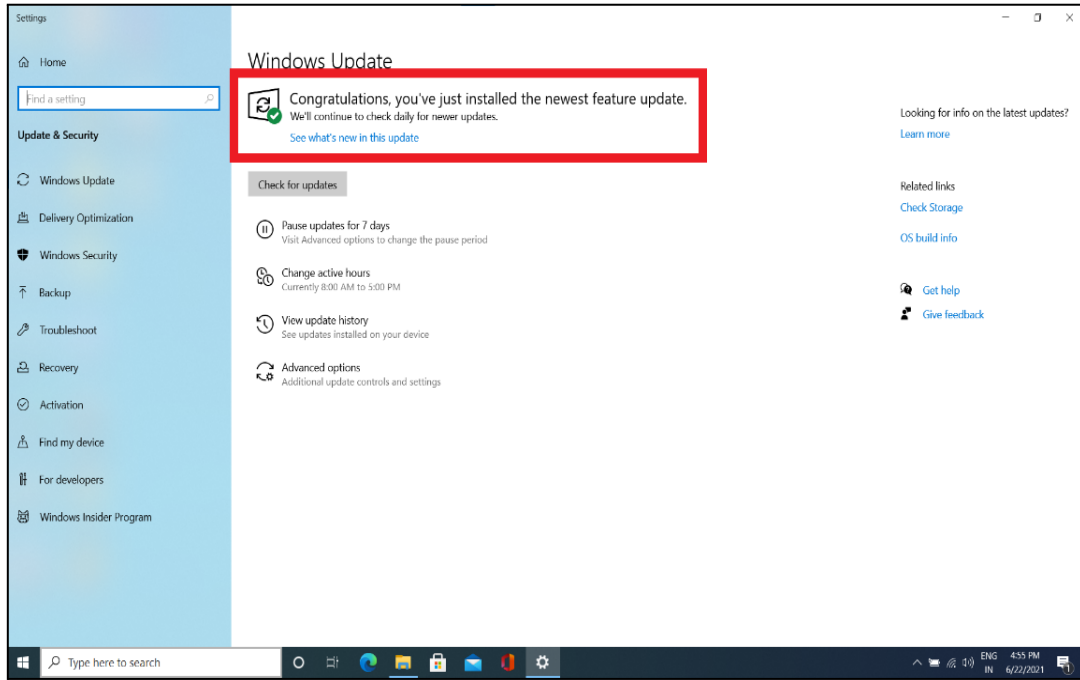 Settings
Home
Find a setting
Update & Security
Windows Update
Delivery Optimization
Windows Security
Backup
Troubleshoot
Recovery
Activation
Find my device
For developers
Windows Insider Program
Windows Update
Congratulations, you've just installed the newest feature update.
We'll continue to check daily for newer updates.
See what's new in this update
Check for updates
Pause updates for 7 days
Visit Advanced options to change the pause period
Change active hours
Currently 8:00 AM to 5:00 PM
View update history
See updates installed on your device
Advanced options
Additional update controls and settings
Looking for info on the latest updates?
Learn more
Related links
Check Storage
OS build info
Get help
Give feedback
Type here to search
ENG
IN
4:55 PM
6/22/2021
1